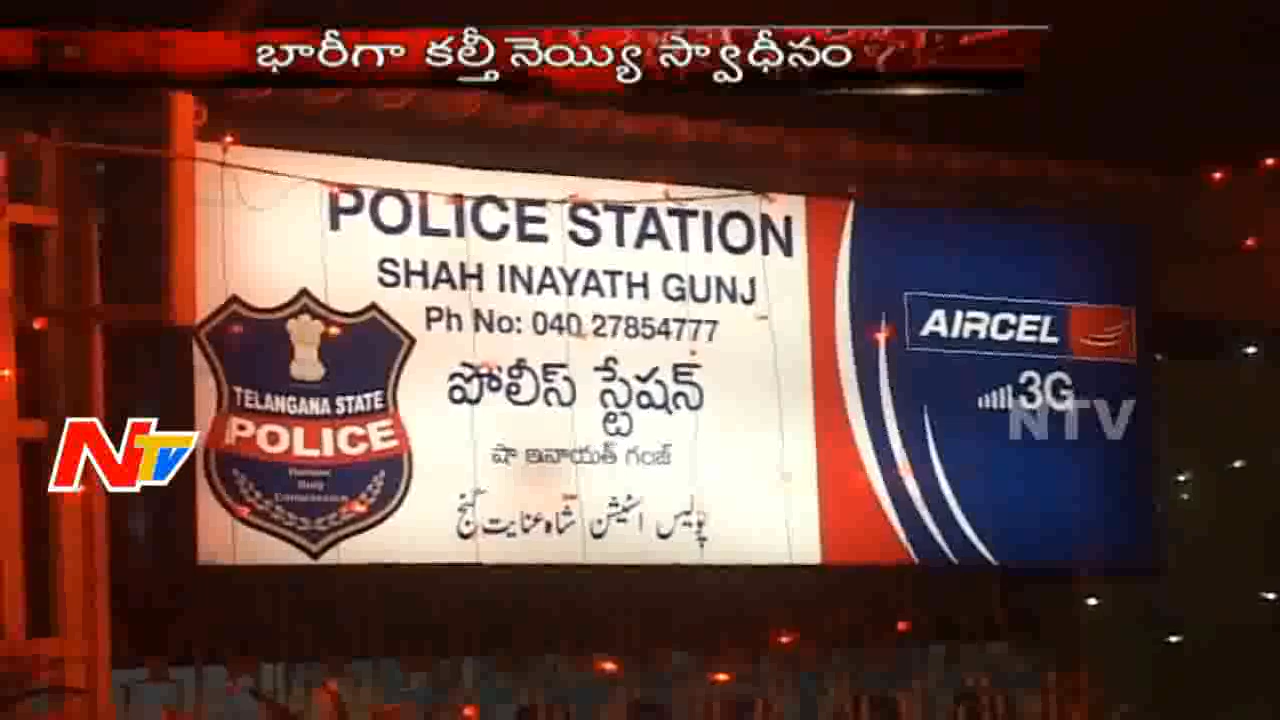 భారీగా కల్తీ నెయ్యి స్వాధీనం
POLICE STATION
SHAH INAYATH GUNJ
Ph No: 040 27854777
పోలీస్ స్టేషన్
షా ఇనాయత్ గంజ్
پولیس اسٹیشن شاہ عنایت گنج
TELANGANA STATE
POLICE
Duty
AIRCEL
3G
NTV
NTV